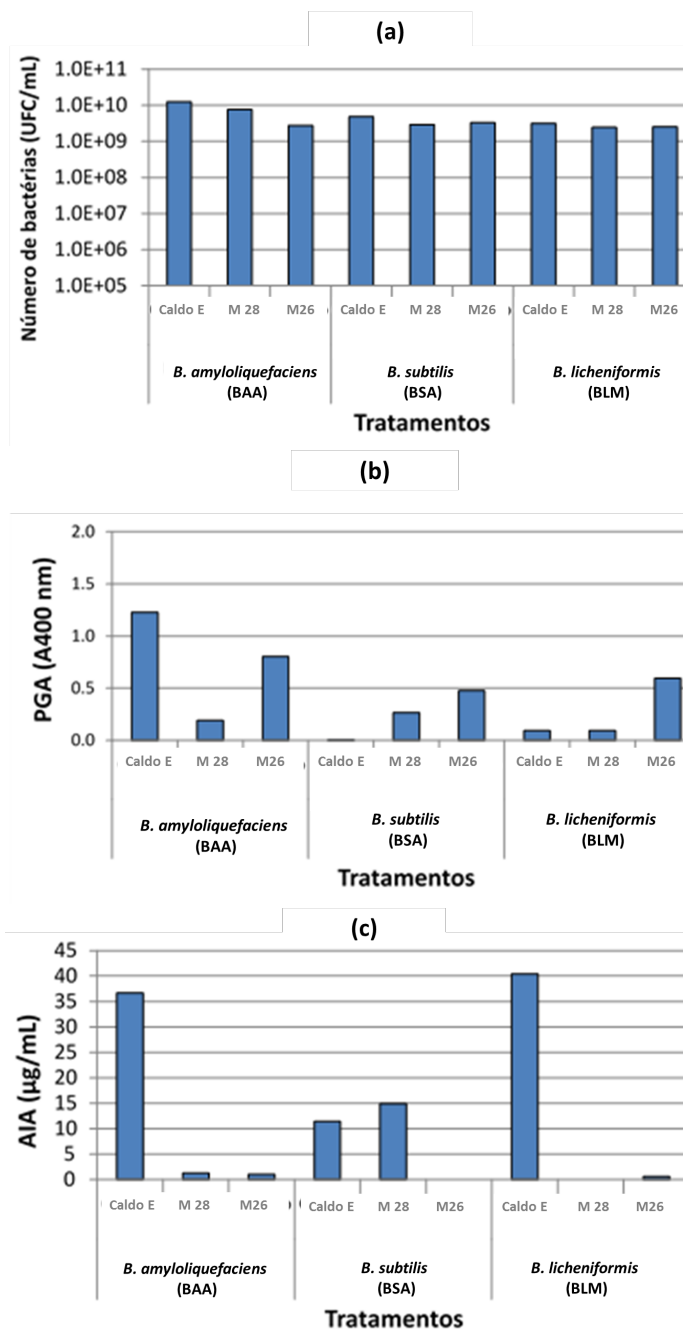 (a)
Número de bactérias (UFC/mL)
1.0E+11
1.0E+10
1.0E+09
1.0E+08
1.0E+07
1.0E+06
1.0E+05
Caldo E M 28 M26 Caldo E M 28 M26 Caldo E M 28 M26
B. amyloliquefaciens B. subtilis B. licheniformis
(BAA) (BSA) (BLM)
Tratamentos
(b)
PGA (A400 nm)
2.0
1.5
1.0
0.5
0.0
Caldo E M 28 M26 Caldo E M 28 M26 Caldo E M 28 M26
B. amyloliquefaciens B. subtilis B. licheniformis
(BAA) (BSA) (BLM)
Tratamentos
(c)
AIA (µg/mL)
45
40
35
30
25
20
15
10
5
0
Caldo E M 28 M26 Caldo E M 28 M26 Caldo E M 28 M26
B. amyloliquefaciens B. subtilis B. licheniformis
(BAA) (BSA) (BLM)
Tratamentos